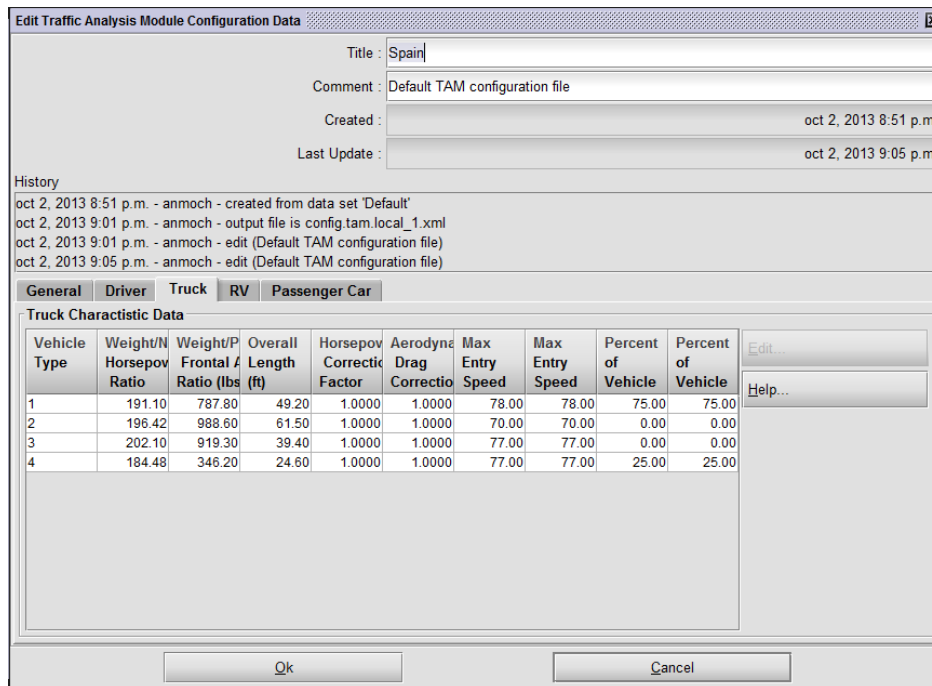 Edit Traffic Analysis Module Configuration Data
Title : Spain
Comment : Default TAM configuration file
Created : oct 2, 2013 8:51 p.m
Last Update : oct 2, 2013 9:05 p.m
History
oct 2, 2013 8:51 p.m. - anmoch - created from data set 'Default'
oct 2, 2013 9:01 p.m. - anmoch - output file is config.tam.local_1.xml
oct 2, 2013 9:01 p.m. - anmoch - edit (Default TAM configuration file)
oct 2, 2013 9:05 p.m. - anmoch - edit (Default TAM configuration file)
General Driver Truck RV Passenger Car
Truck Charactistic Data
Vehicle Weight/N Weight/P Overall Horsepov Aerodyna Max Max Percent Percent
Type Horsepov Frontal A Length Correctic Drag Entry Entry of of
Ratio Ratio (lbs (ft) Factor Correctio Speed Speed Vehicle Vehicle
1 191.10 787.80 49.20 1.0000 1.0000 78.00 78.00 75.00 75.00
2 196.42 988.60 61.50 1.0000 1.0000 70.00 70.00 0.00 0.00
3 202.10 919.30 39.40 1.0000 1.0000 77.00 77.00 0.00 0.00
4 184.48 346.20 24.60 1.0000 1.0000 77.00 77.00 25.00 25.00
Edit...
Help...
Ok Cancel